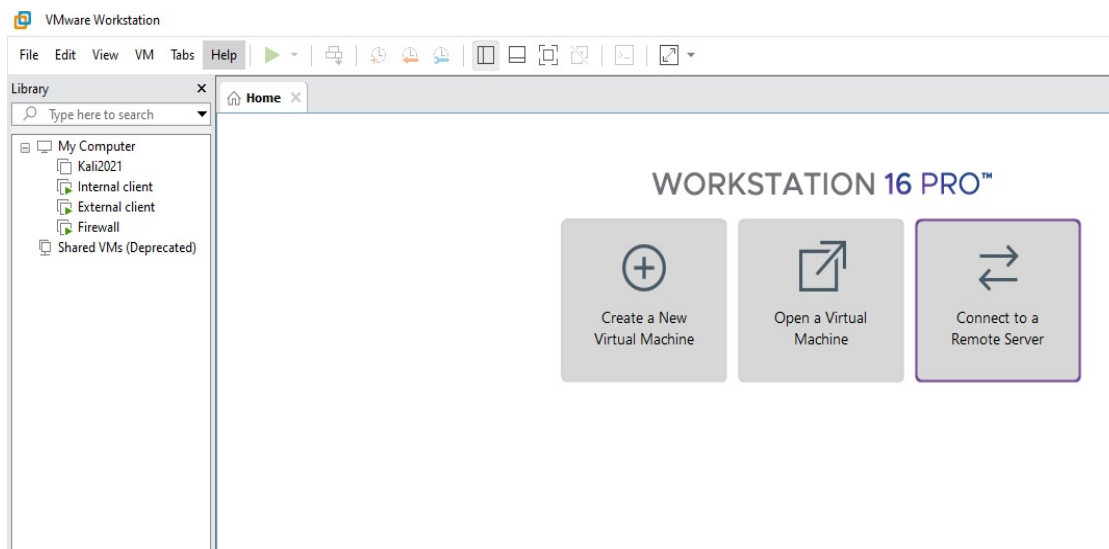 VMware Workstation
File Edit View VM Tabs Help
Library
Type here to search
My Computer
Kali2021
Internal client
External client
Firewall
Shared VMs (Deprecated)
Home
WORKSTATION 16 PRO™
Create a New
Virtual Machine
Open a Virtual
Machine
Connect to a
Remote Server